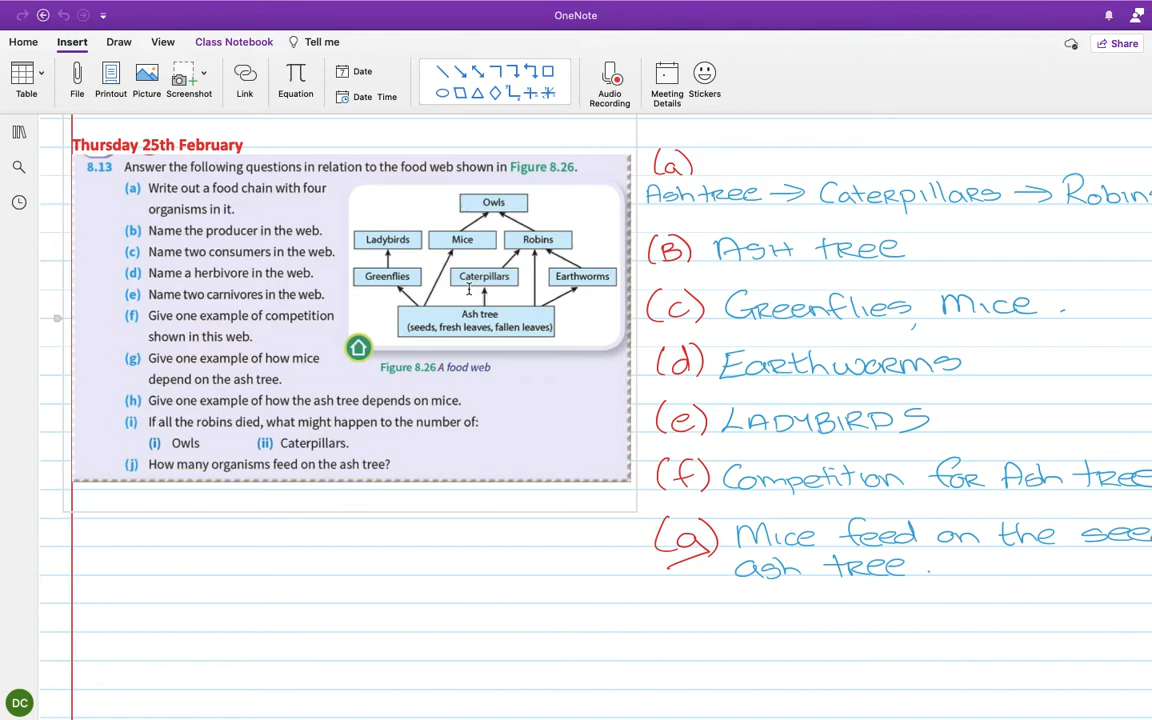 OneNote
Home Insert Draw View Class Notebook Tell me
Share
Table File Printout Picture Screenshot Link Equation Date Date Time Audio Recording Meeting Details Stickers
Thursday 25th February
8.13 Answer the following questions in relation to the food web shown in Figure 8.26.
(a) Write out a food chain with four
organisms in it.
(b) Name the producer in the web.
(c) Name two consumers in the web.
(d) Name a herbivore in the web.
(e) Name two carnivores in the web.
(f) Give one example of competition
shown in this web.
(g) Give one example of how mice
depend on the ash tree.
(h) Give one example of how the ash tree depends on mice.
(i) If all the robins died, what might happen to the number of:
(i) Owls (ii) Caterpillars.
(j) How many organisms feed on the ash tree?
Owls
Ladybirds Mice Robins
Greenflies Caterpillars Earthworms
Ash tree
(seeds, fresh leaves, fallen leaves)
Figure 8.26 A food web
(a)
Ash tree → Caterpillars → Robin
(B) Ash tree
(c) Greenflies, Mice .
(d) Earthworms
(e) LADYBIRDS
(f) Competition for Ash tree
(g) Mice feed on the see
ash tree .
DC